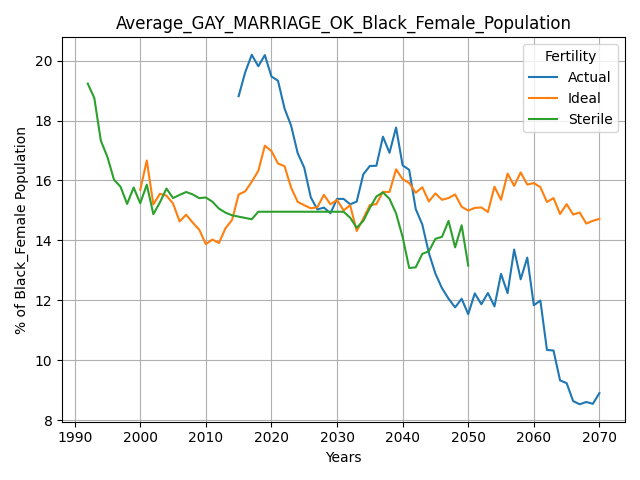 Average_GAY_MARRIAGE_OK_Black_Female_Population
% of Black_Female Population
20
18
16
14
12
10
8
Fertility
Actual
Ideal
Sterile
1990 2000 2010 2020 2030 2040 2050 2060 2070
Years